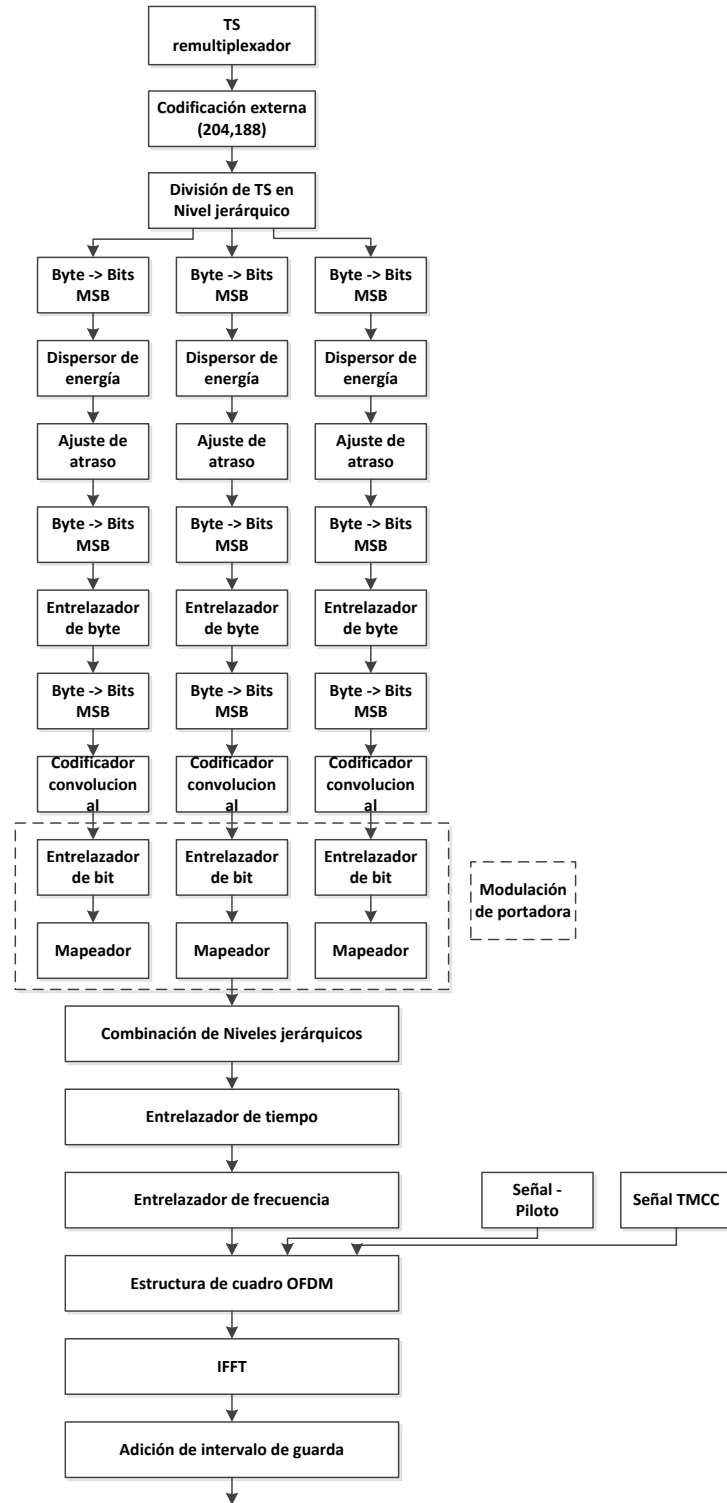 TS
remultiplexador
Codificación externa
(204,188)
División de TS en
Nivel jerárquico
Byte -> Bits
MSB
Byte -> Bits
MSB
Byte -> Bits
MSB
Dispersor de
energía
Dispersor de
energía
Dispersor de
energía
Ajuste de
atraso
Ajuste de
atraso
Ajuste de
atraso
Byte -> Bits
MSB
Byte -> Bits
MSB
Byte -> Bits
MSB
Entrelazador
de byte
Entrelazador
de byte
Entrelazador
de byte
Byte -> Bits
MSB
Byte -> Bits
MSB
Byte -> Bits
MSB
Codificador
convolucion
al
Codificador
convolucion
al
Codificador
convolucion
al
Entrelazador
de bit
Entrelazador
de bit
Entrelazador
de bit
Modulación
de portadora
Mapeador
Mapeador
Mapeador
Combinación de Niveles jerárquicos
Entrelazador de tiempo
Entrelazador de frecuencia
Señal -
Piloto
Señal TMCC
Estructura de cuadro OFDM
IFFT
Adición de intervalo de guarda